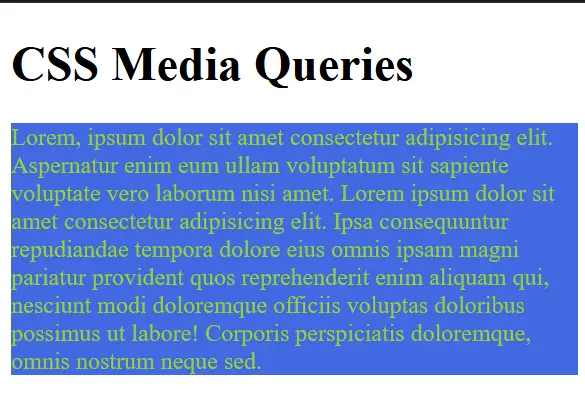 CSS Media Queries
Lorem, ipsum dolor sit amet consectetur adipisicing elit.
Aspernatur enim eum ullam voluptatum sit sapiente
voluptate vero laborum nisi amet. Lorem ipsum dolor sit
amet consectetur adipisicing elit. Ipsa consequuntur
repudiandae tempora dolore eius omnis ipsam magni
pariatur provident quos reprehenderit enim aliquam qui,
nesciunt modi doloremque officiis voluptas doloribus
possimus ut labore! Corporis perspiciatis doloremque,
omnis nostrum neque sed.